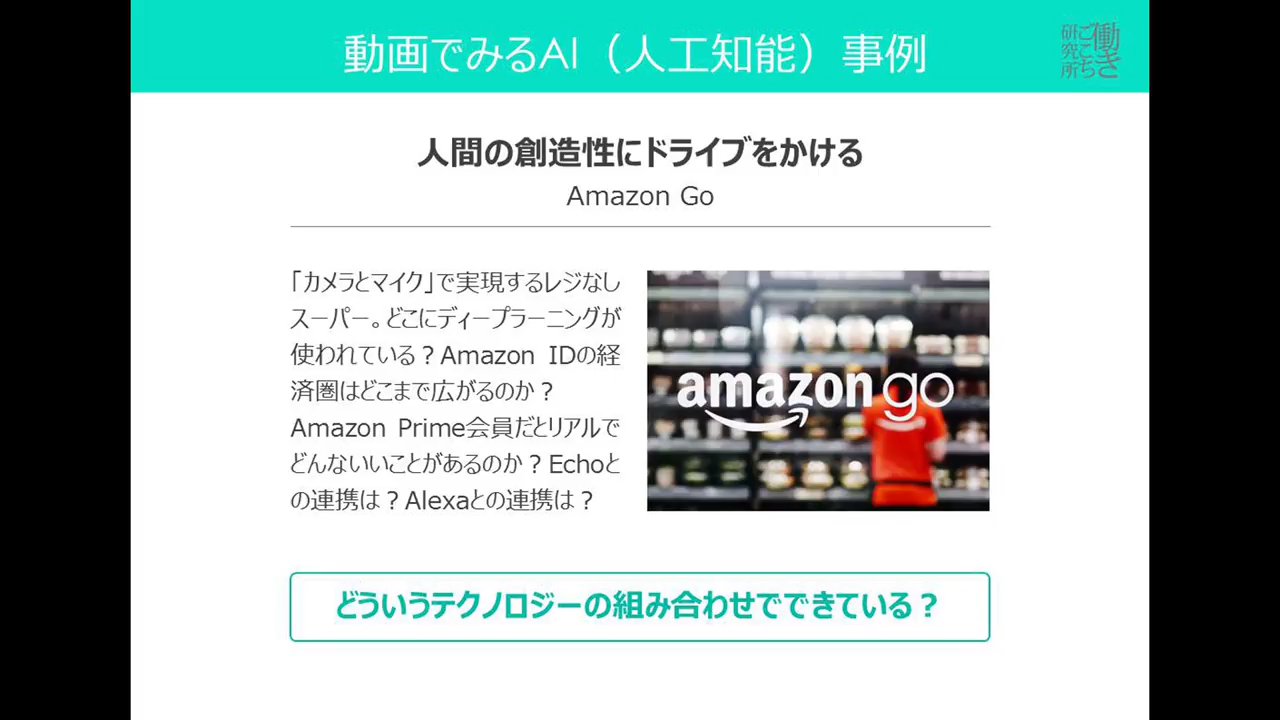 動画でみるAI（人工知能）事例
働きごこち研究所
人間の創造性にドライブをかける
Amazon Go
「カメラとマイク」で実現するレジなし
スーパー。どこにディープラーニングが
使われている？Amazon IDの経
済圏はどこまで広がるのか？
Amazon Prime会員だとリアルで
どんないいことがあるのか？Echoと
の連携は？Alexaとの連携は？
amazon go
どういうテクノロジーの組み合わせでできている？